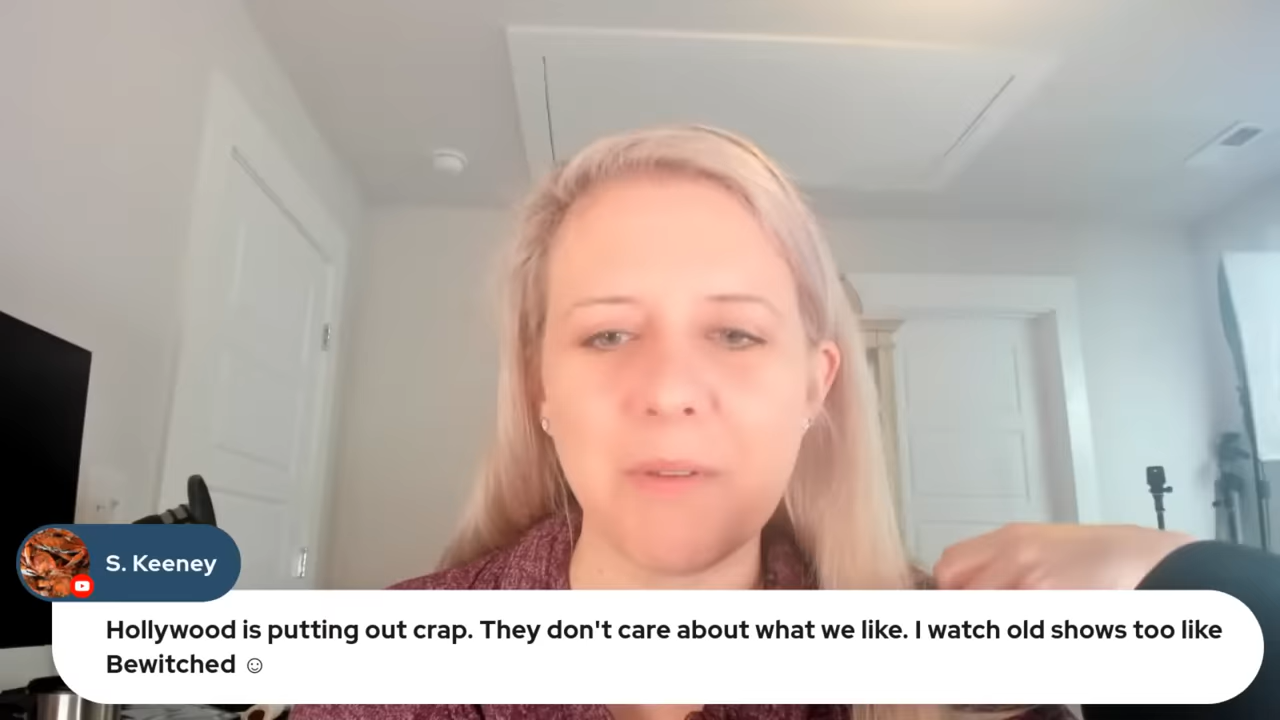 S. Keeney
Hollywood is putting out crap. They don't care about what we like. I watch old shows too like
Bewitched ☺